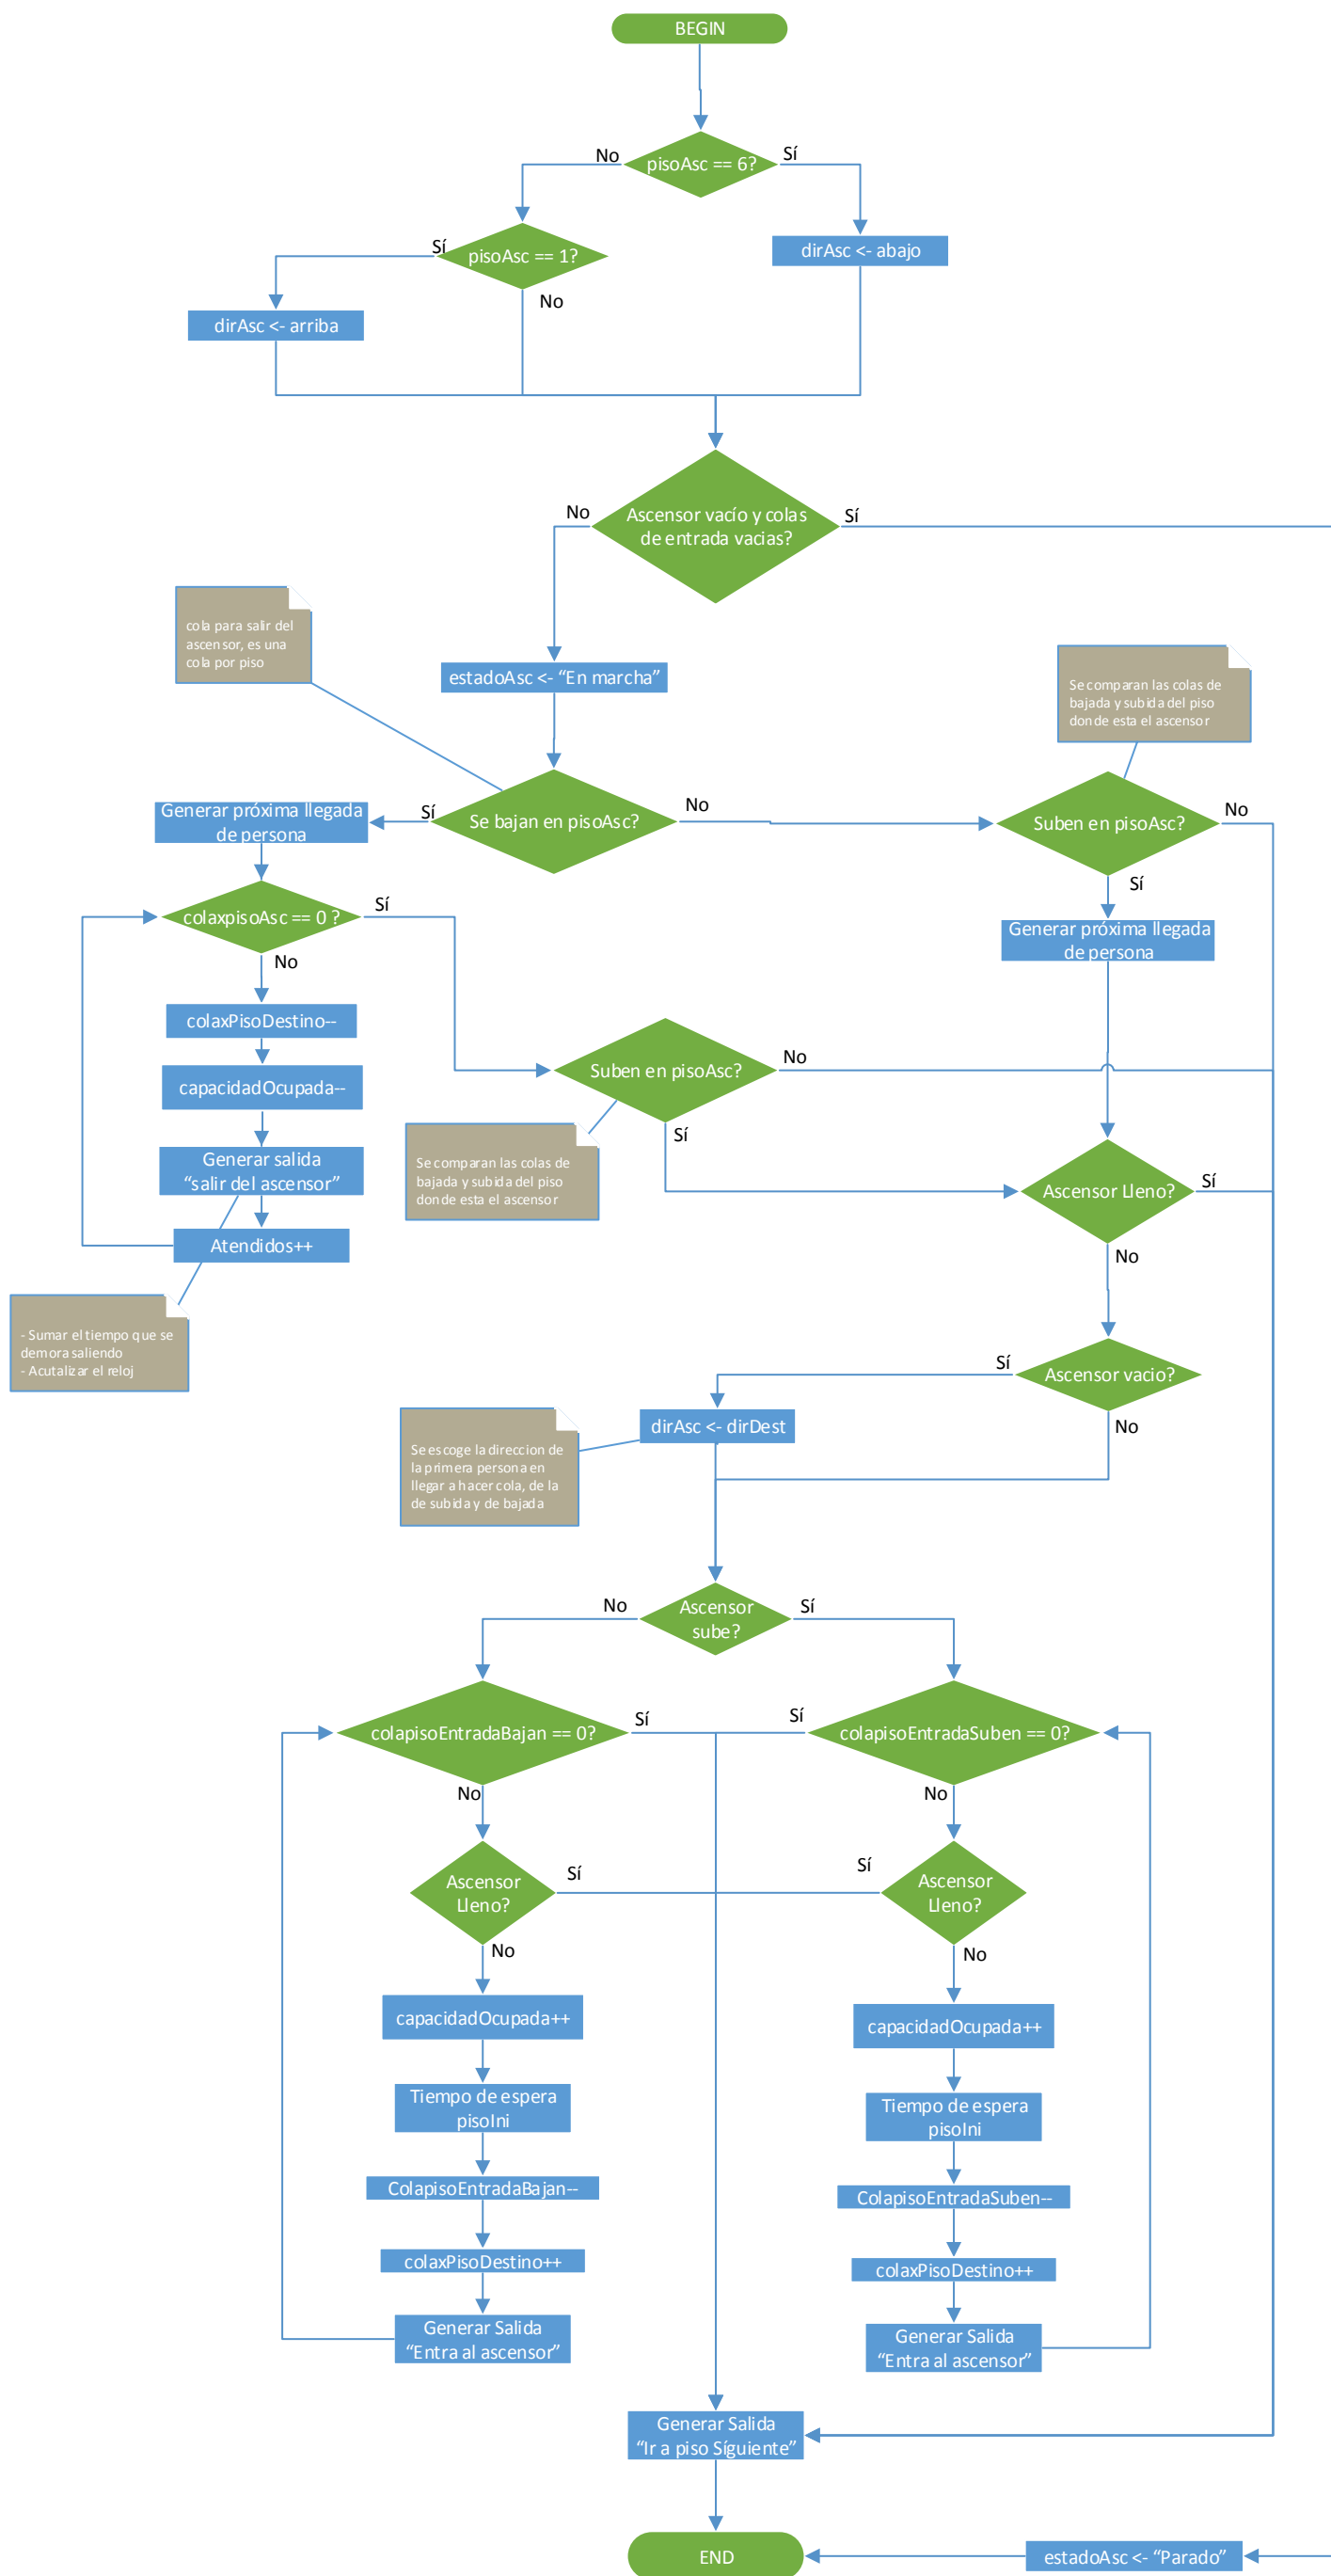 BEGIN
pisoAsc == 6?
No
Sí
pisoAsc == 1?
Sí
No
dirAsc <- abajo
dirAsc <- arriba
Ascensor vacío y colas
de entrada vacias?
No
Sí
cola para salir del
ascensor, es una
cola por piso
estadoAsc <- “En marcha”
Se comparan las colas de
bajada y subida del piso
donde esta el ascensor
Generar próxima llegada
de persona
Sí
Se bajan en pisoAsc?
No
Suben en pisoAsc?
No
Sí
colaxpisoAsc == 0 ?
Sí
No
Generar próxima llegada
de persona
colaxPisoDestino--
capacidadOcupada--
Suben en pisoAsc?
No
Sí
Generar salida
“salir del ascensor”
Se comparan las colas de
bajada y subida del piso
donde esta el ascensor
Ascensor Lleno?
Sí
No
Atendidos++
- Sumar el tiempo que se
demora saliendo
- Acutalizar el reloj
Ascensor vacio?
Sí
No
dirAsc <- dirDest
Se escoge la direccion de
la primera persona en
llegar a hacer cola, de la
de subida y de bajada
Ascensor
sube?
No
Sí
colapisoEntradaBajan == 0?
Sí
No
Sí
colapisoEntradaSuben == 0?
No
Ascensor
Lleno?
Sí
No
Sí
Ascensor
Lleno?
No
capacidadOcupada++
capacidadOcupada++
Tiempo de espera
pisoIni
Tiempo de espera
pisoIni
ColapisoEntradaBajan--
ColapisoEntradaSuben--
colaxPisoDestino++
colaxPisoDestino++
Generar Salida
“Entra al ascensor”
Generar Salida
“Entra al ascensor”
Generar Salida
“Ir a piso Síguiente”
END
estadoAsc <- “Parado”